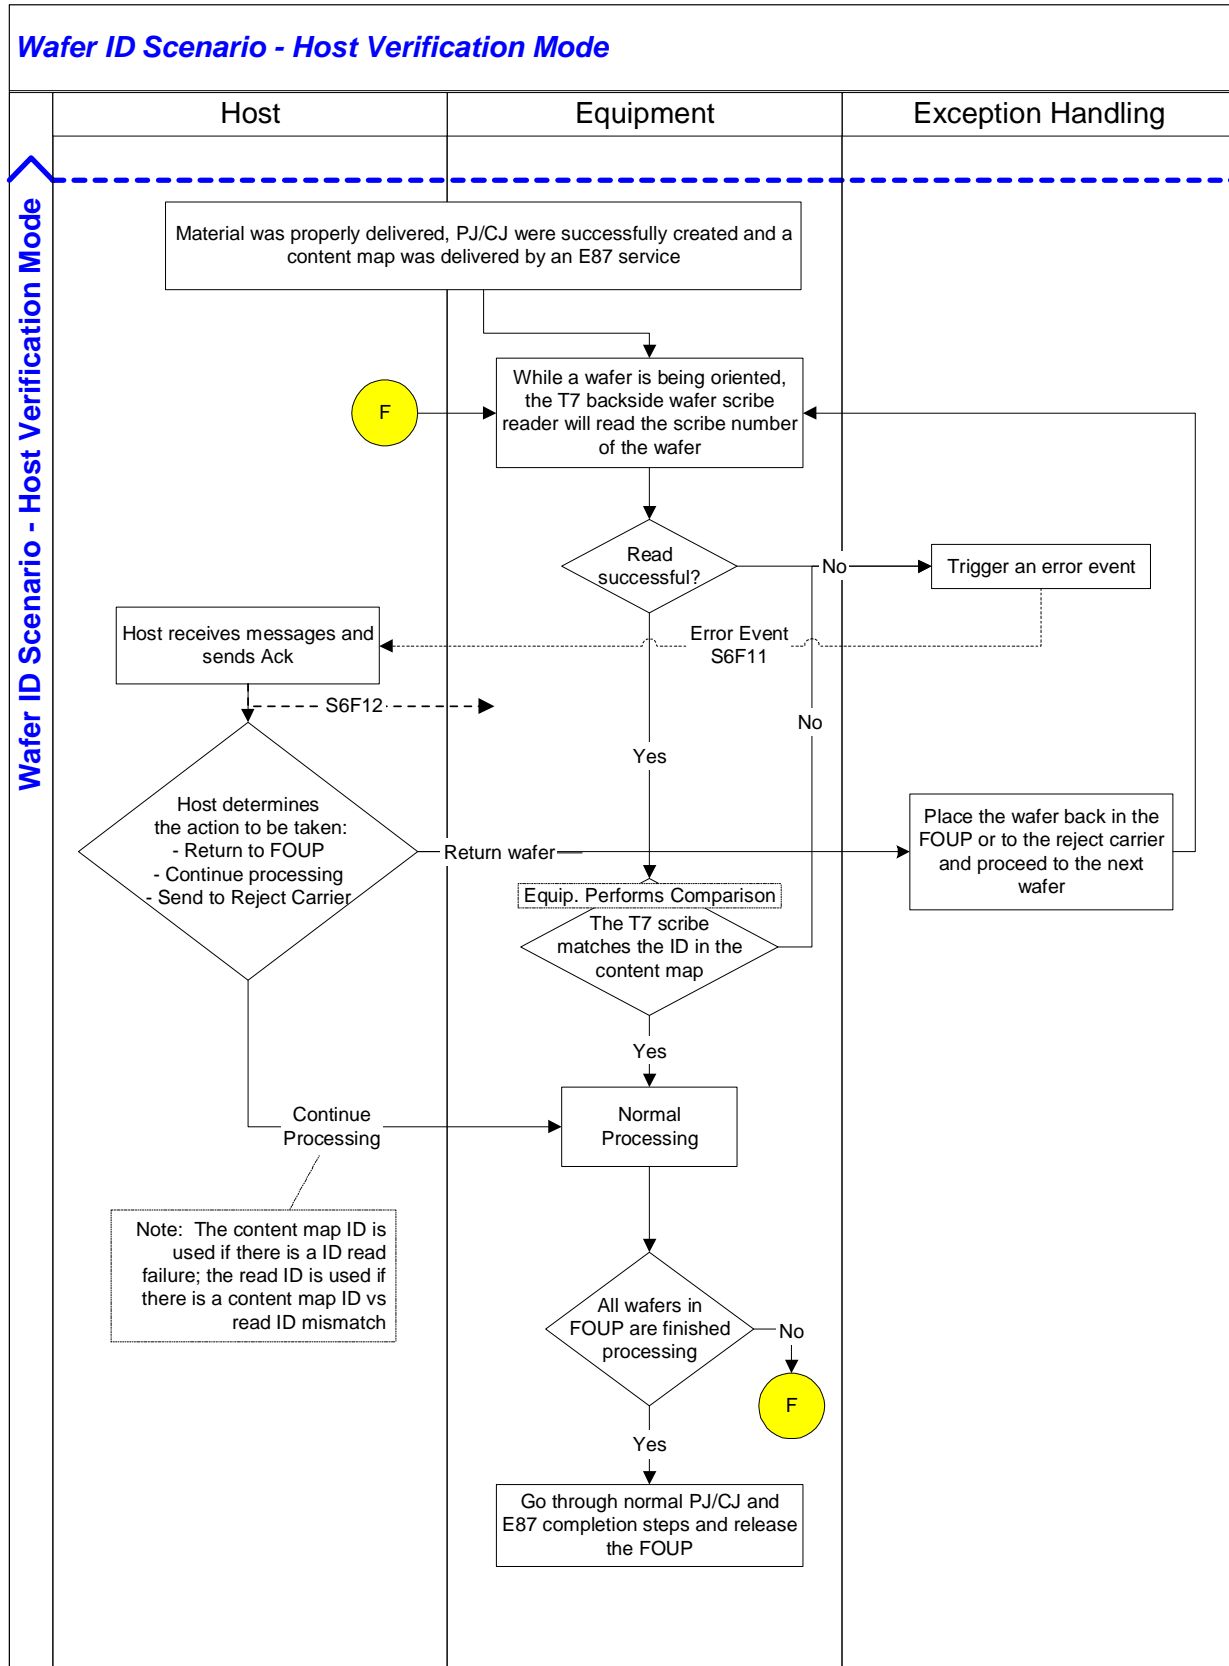 Wafer ID Scenario - Host Verification Mode
Host
Equipment
Exception Handling
Wafer ID Scenario - Host Verification Mode
Material was properly delivered, PJ/CJ were successfully created and a
content map was delivered by an E87 service
While a wafer is being oriented,
the T7 backside wafer scribe
reader will read the scribe number
of the wafer
F
Read
successful?
No
Trigger an error event
Host receives messages and
sends Ack
Error Event
S6F11
S6F12
No
Yes
Host determines
the action to be taken:
- Return to FOUP
- Continue processing
- Send to Reject Carrier
Return wafer
Place the wafer back in the
FOUP or to the reject carrier
and proceed to the next
wafer
Equip. Performs Comparison
The T7 scribe
matches the ID in the
content map
Yes
Continue
Processing
Normal
Processing
Note:  The content map ID is
used if there is a ID read
failure; the read ID is used if
there is a content map ID vs
read ID mismatch
All wafers in
FOUP are finished
processing
No
F
Yes
Go through normal PJ/CJ and
E87 completion steps and release
the FOUP